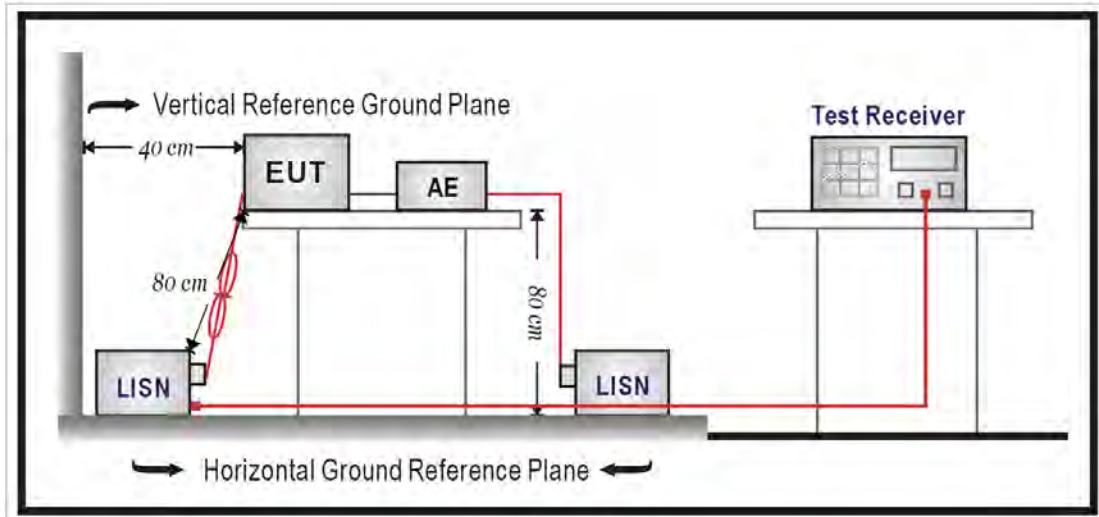 Vertical Reference Ground Plane
Test Receiver
40 cm
EUT
AE
80 cm
80 cm
LISN
LISN
Horizontal Ground Reference Plane